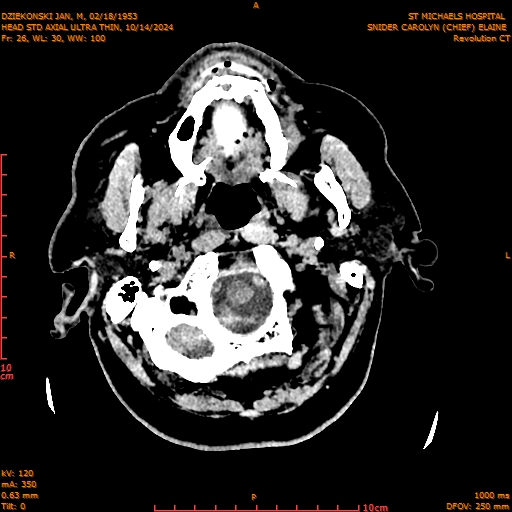 A
DZIEKONSKI JAN, M, 02/18/1953
HEAD STD AXIAL ULTRA THIN, 10/14/2024
Fr: 26, WL: 30, WW: 100
ST MICHAELS HOSPITAL
SNIDER CAROLYN (CHIEF) ELAINE
Revolution CT
R
L
10
cm
kV: 120
mA: 350
0.63 mm
Tilt: 0
P
10cm
1000 ms
DFOV: 250 mm